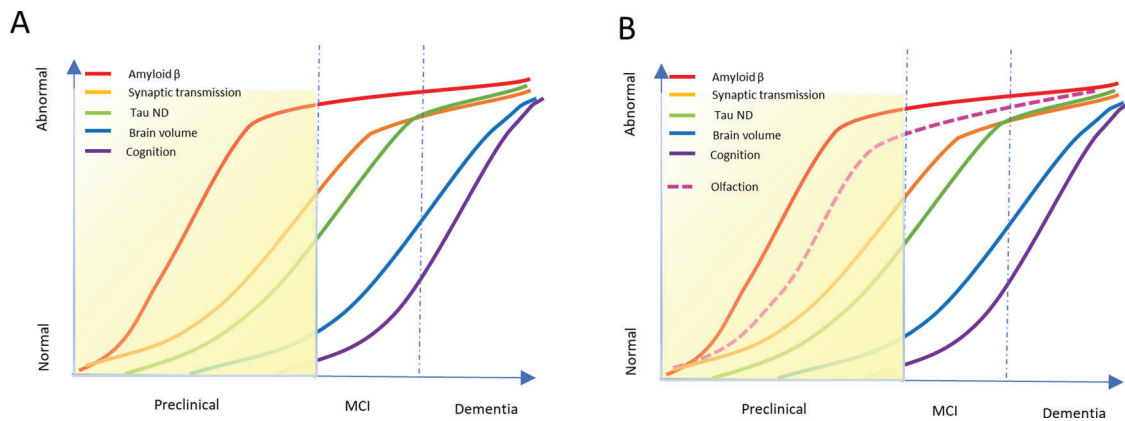 A
Abnormal
Normal
Amyloid β
Synaptic transmission
Tau ND
Brain volume
Cognition
Preclinical
MCI
Dementia
B
Abnormal
Normal
Amyloid β
Synaptic transmission
Tau ND
Brain volume
Cognition
Olfaction
Preclinical
MCI
Dementia